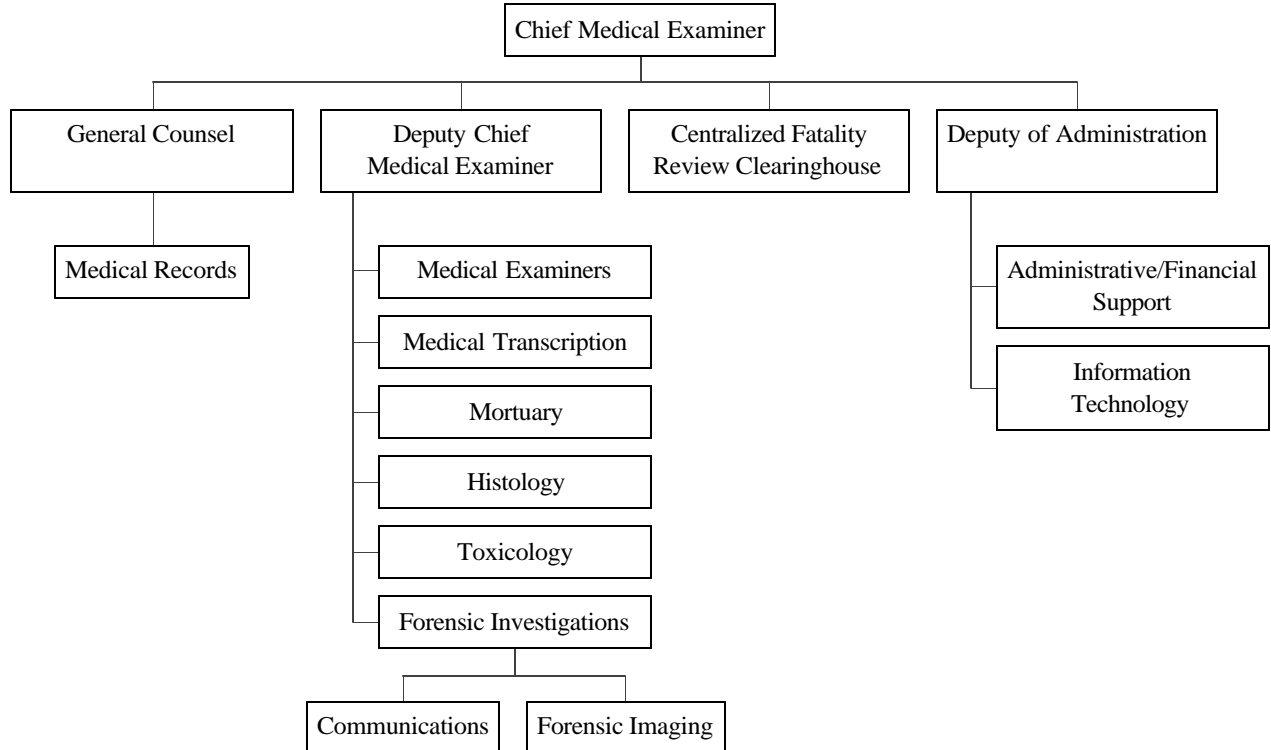 Chief Medical Examiner
General Counsel
Deputy Chief
Medical Examiner
Centralized Fatality
Review Clearinghouse
Deputy of Administration
Medical Records
Medical Examiners
Medical Transcription
Mortuary
Histology
Toxicology
Forensic Investigations
Communications
Forensic Imaging
Administrative/Financial
Support
Information
Technology